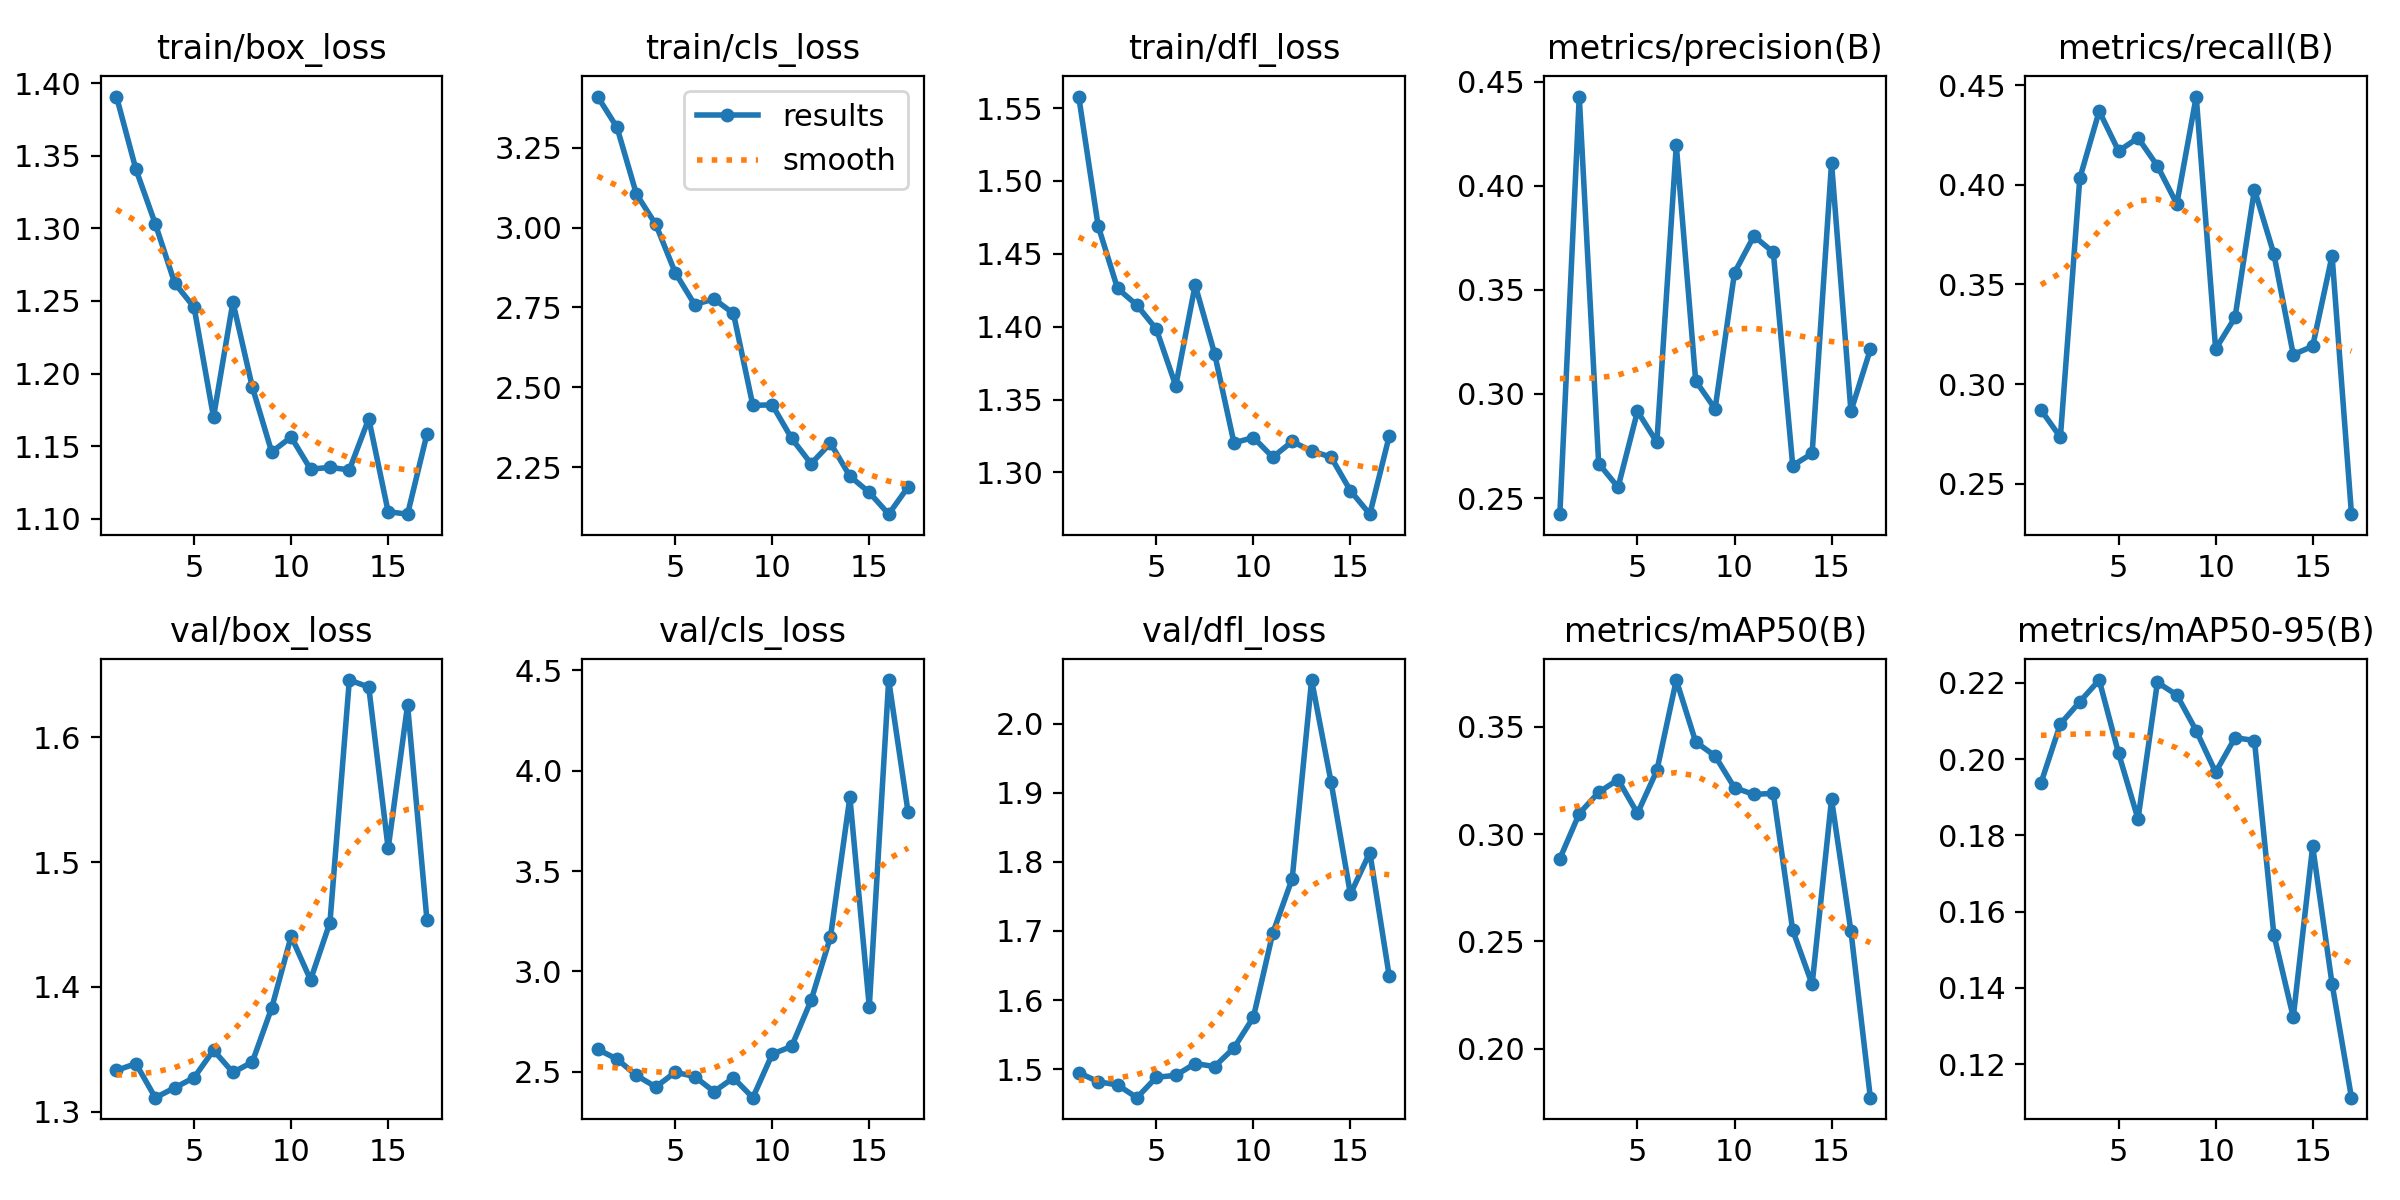 train/box_loss
train/cls_loss
train/dfl_loss
metrics/precision(B)
metrics/recall(B)
1.40
1.35
1.30
1.25
1.20
1.15
1.10
5 10 15
results
smooth
3.25
3.00
2.75
2.50
2.25
5 10 15
1.55
1.50
1.45
1.40
1.35
1.30
5 10 15
0.45
0.40
0.35
0.30
0.25
5 10 15
0.45
0.40
0.35
0.30
0.25
5 10 15
val/box_loss
val/cls_loss
val/dfl_loss
metrics/mAP50(B)
metrics/mAP50-95(B)
1.6
1.5
1.4
1.3
5 10 15
4.5
4.0
3.5
3.0
2.5
5 10 15
2.0
1.9
1.8
1.7
1.6
1.5
5 10 15
0.35
0.30
0.25
0.20
5 10 15
0.22
0.20
0.18
0.16
0.14
0.12
5 10 15